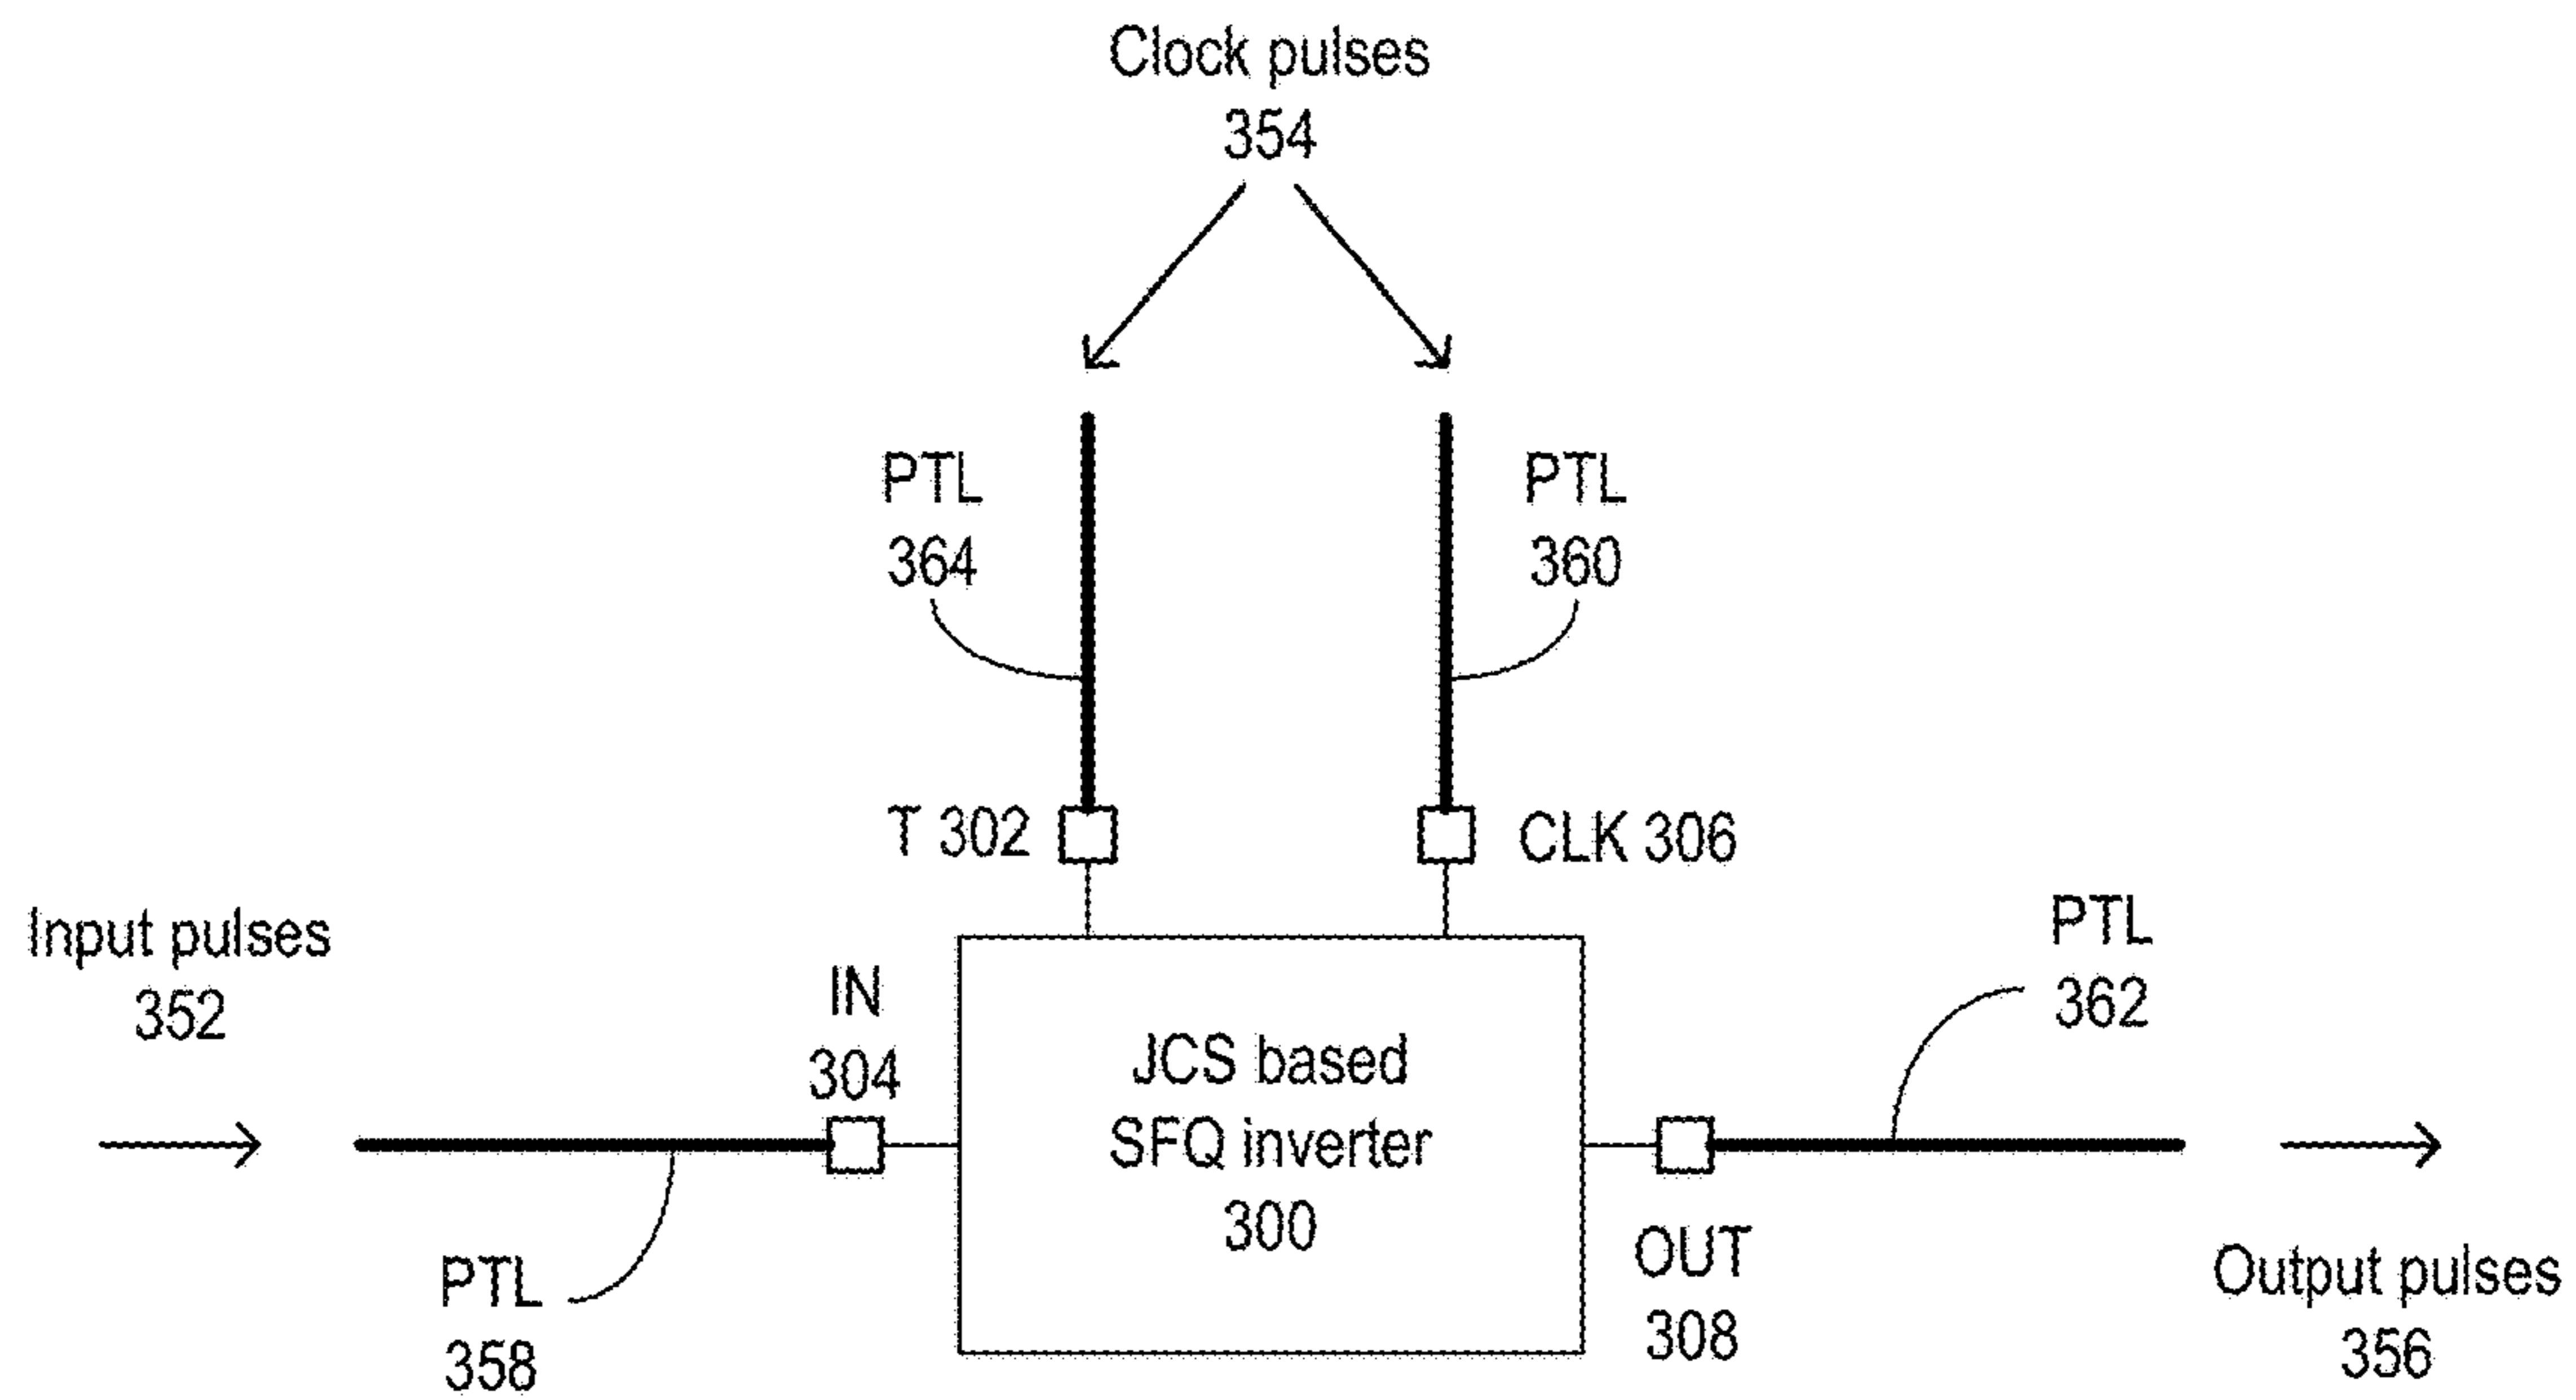 Clock pulses
354
PTL
364
PTL
360
T 302
CLK 306
Input pulses
352
IN
304
PTL
362
JCS based
SFQ inverter
300
PTL
358
OUT
308
Output pulses
356